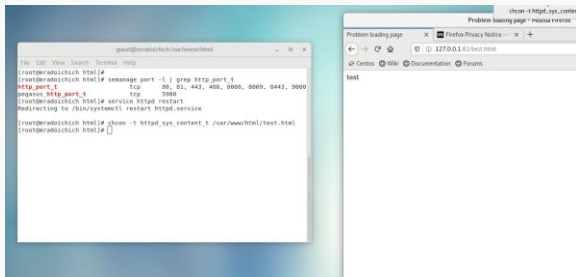 chcon -t httpd_sys_conten
Problem loading page - Mozilla Firefox
guest@mradoichich:/var/www/html
File Edit View Search Terminal Help
[root@mradoichich html]#
[root@mradoichich html]# semanage port -l | grep http_port_t
http_port_t tcp 80, 81, 443, 488, 8008, 8009, 8443, 9000
pegasus_http_port_t tcp 5988
[root@mradoichich html]# service httpd restart
Redirecting to /bin/systemctl restart httpd.service
[root@mradoichich html]# chcon -t httpd_sys_content_t /var/www/html/test.html
[root@mradoichich html]#
Problem loading page
Firefox Privacy Notice —
127.0.0.1:81/test.html
Centos Wiki Documentation Forums
test